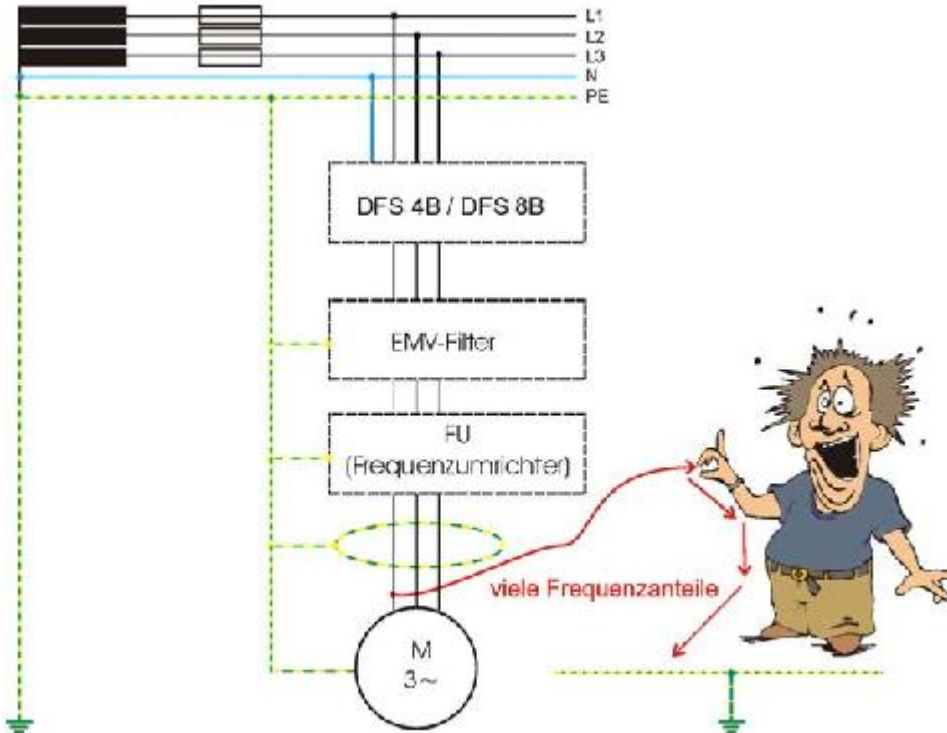 L1
L2
L3
N
PE
DFS 4B / DFS 8B
EMV-Filter
FU
(Frequenzumrichter)
viele Frequenzanteile
M
3~